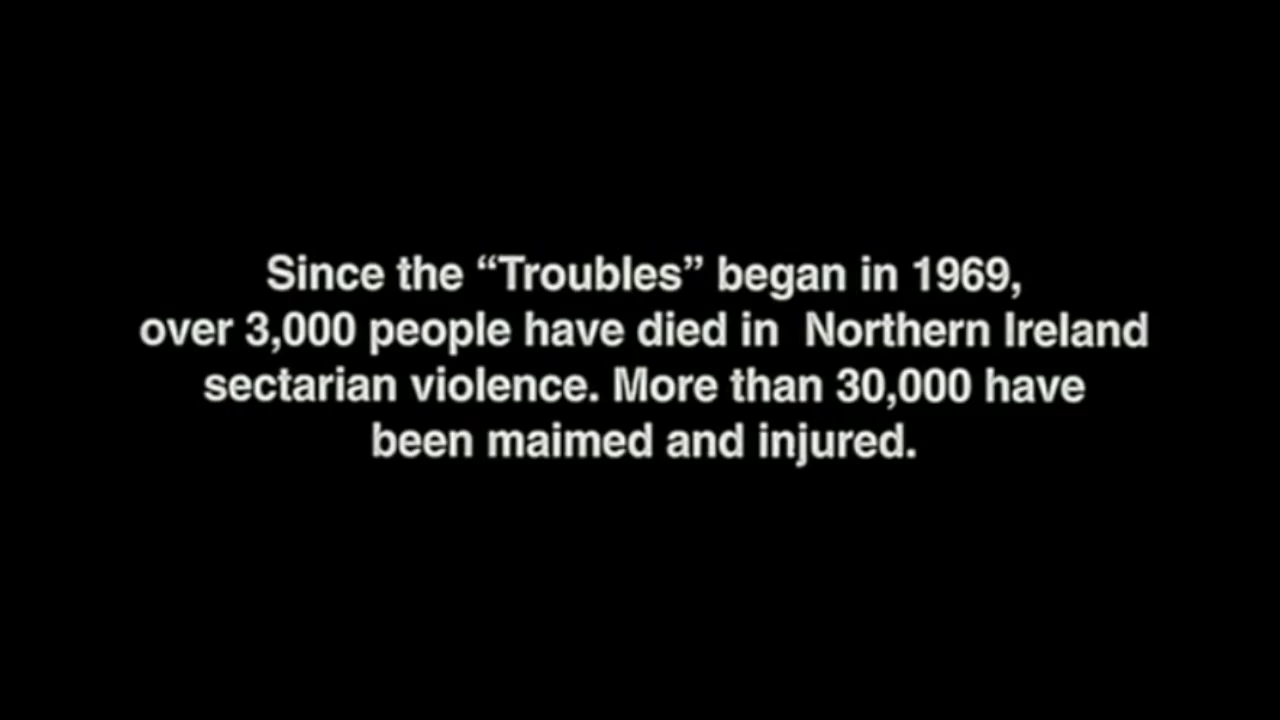 Since the “Troubles” began in 1969,
over 3,000 people have died in  Northern Ireland
sectarian violence. More than 30,000 have
been maimed and injured.